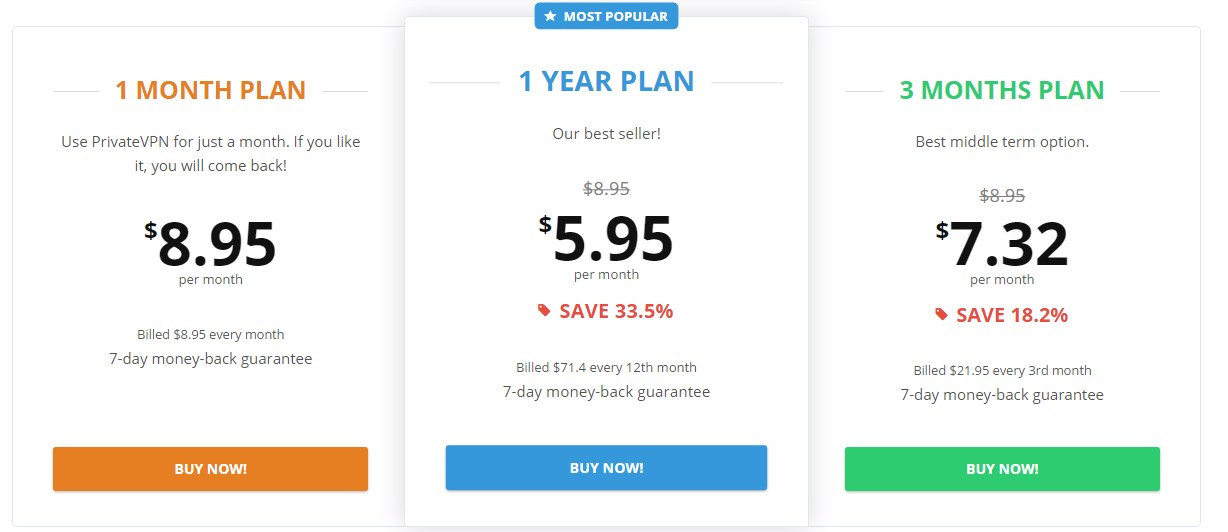 1 MONTH PLAN
Use PrivateVPN for just a month. If you like
it, you will come back!
$8.95
per month
Billed $8.95 every month
7-day money-back guarantee
BUY NOW!
MOST POPULAR
1 YEAR PLAN
Our best seller!
$8.95
$5.95
per month
SAVE 33.5%
Billed $71.4 every 12th month
7-day money-back guarantee
BUY NOW!
3 MONTHS PLAN
Best middle term option.
$8.95
$7.32
per month
SAVE 18.2%
Billed $21.95 every 3rd month
7-day money-back guarantee
BUY NOW!